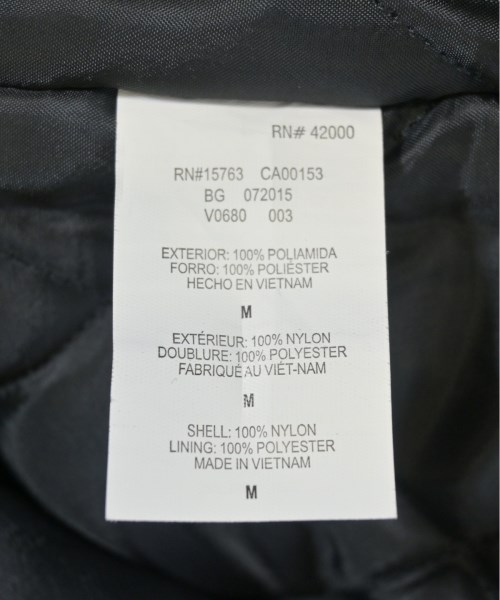 RN# 42000
RN#15763 CA00153
BG 072015
V0680 003
EXTERIOR: 100% POLIAMIDA
FORRO: 100% POLIÉSTER
HECHO EN VIETNAM
M
EXTÉRIEUR: 100% NYLON
DOUBLURE: 100% POLYESTER
FABRIQUÉ AU VIÊT-NAM
M
SHELL: 100% NYLON
LINING: 100% POLYESTER
MADE IN VIETNAM
M